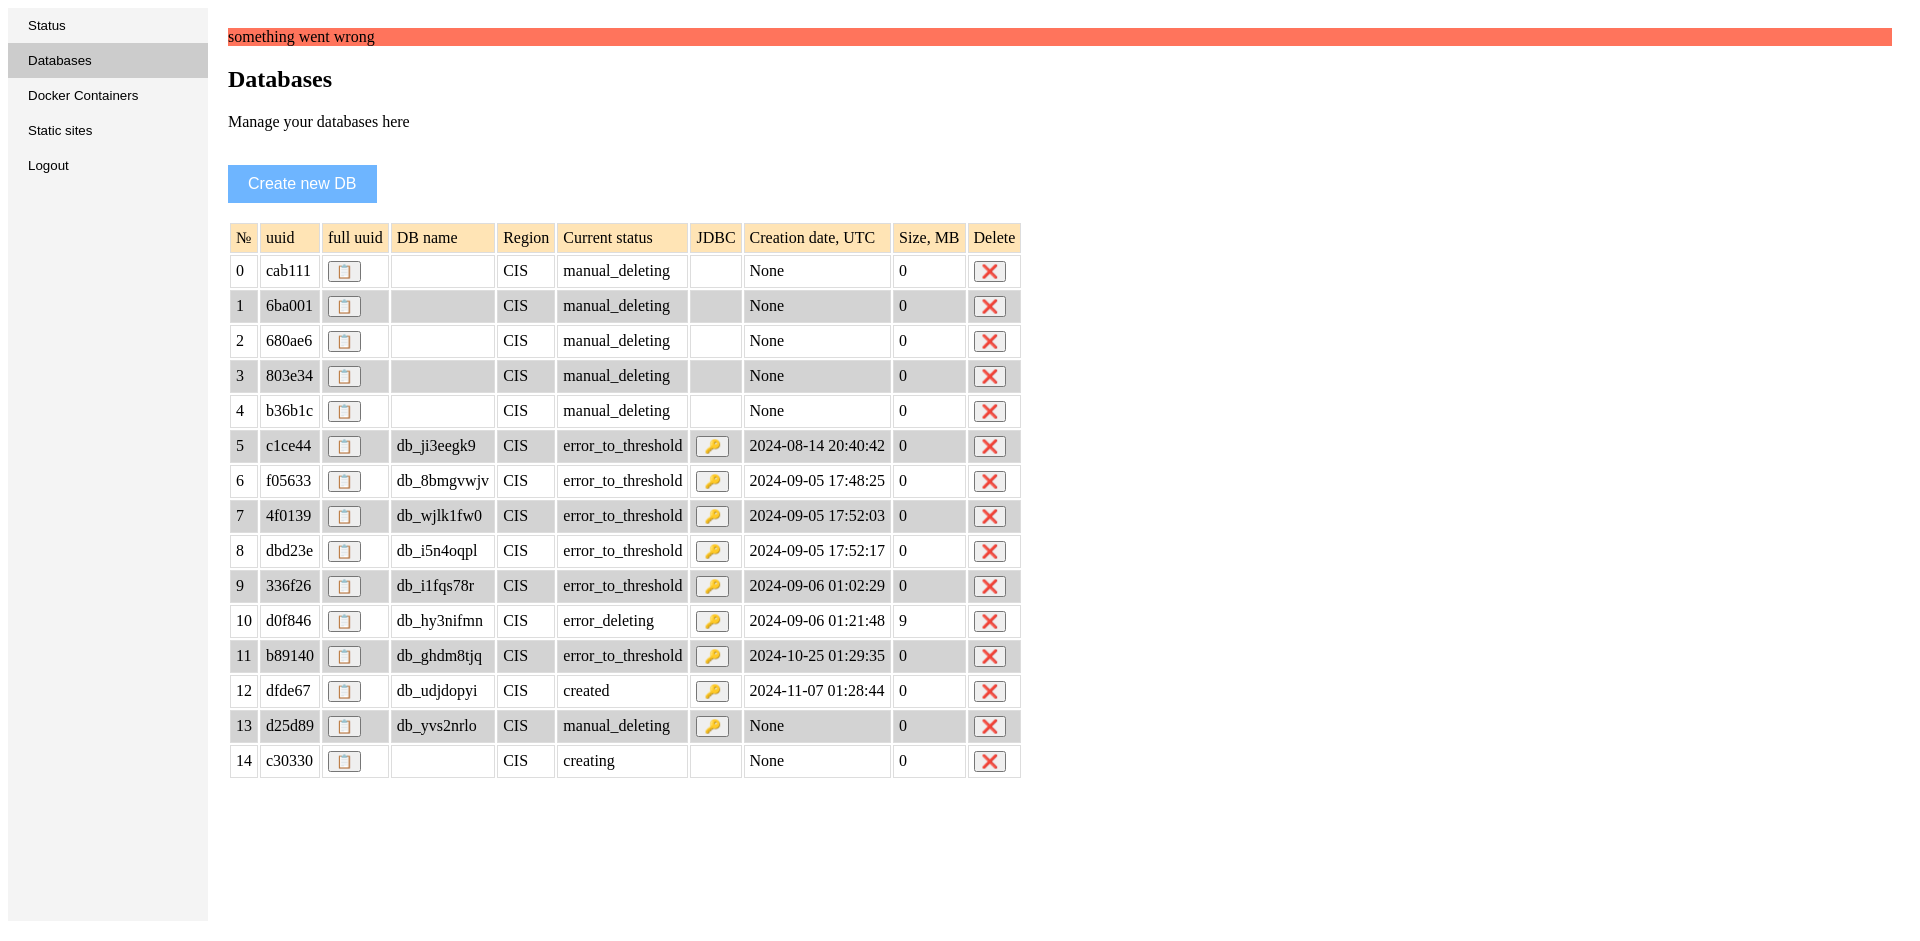 Status
Databases
Docker Containers
Static sites
Logout
something went wrong
Databases
Manage your databases here
Create new DB
№ uuid full uuid DB name Region Current status JDBC Creation date, UTC Size, MB Delete
0 cab111 CIS manual_deleting None 0
1 6ba001 CIS manual_deleting None 0
2 680ae6 CIS manual_deleting None 0
3 803e34 CIS manual_deleting None 0
4 b36b1c CIS manual_deleting None 0
5 c1ce44 db_ji3eegk9 CIS error_to_threshold 2024-08-14 20:40:42 0
6 f05633 db_8bmgvwjv CIS error_to_threshold 2024-09-05 17:48:25 0
7 4f0139 db_wjlk1fw0 CIS error_to_threshold 2024-09-05 17:52:03 0
8 dbd23e db_i5n4oqpl CIS error_to_threshold 2024-09-05 17:52:17 0
9 336f26 db_i1fqs78r CIS error_to_threshold 2024-09-06 01:02:29 0
10 d0f846 db_hy3nifmn CIS error_deleting 2024-09-06 01:21:48 9
11 b89140 db_ghdm8tjq CIS error_to_threshold 2024-10-25 01:29:35 0
12 dfde67 db_udjdopyi CIS created 2024-11-07 01:28:44 0
13 d25d89 db_yvs2nrlo CIS manual_deleting None 0
14 c30330 CIS creating None 0